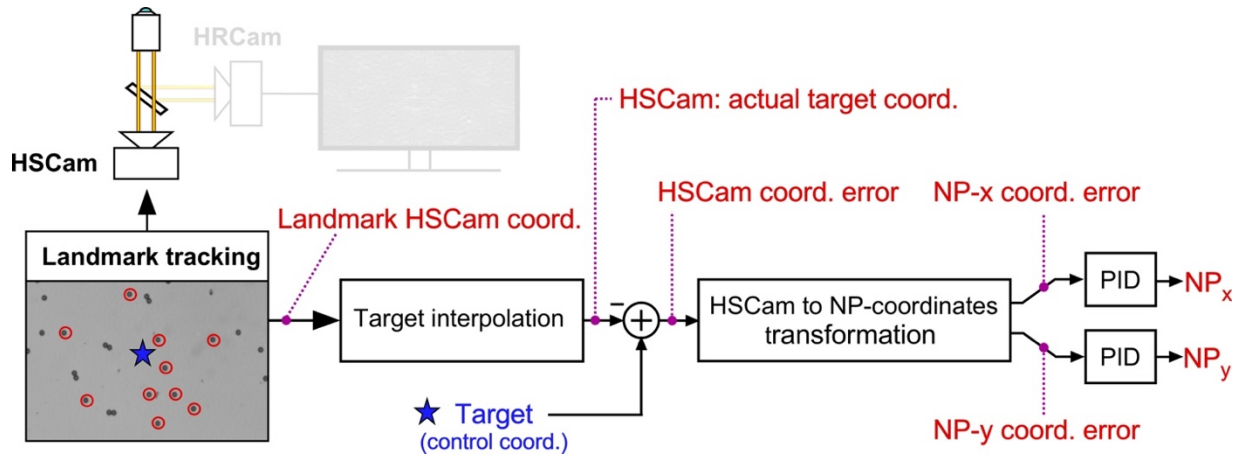 HRCam
HSCam
HSCam: actual target coord.
Landmark HSCam coord.
HSCam coord. error
NP-x coord. error
Landmark tracking
Target interpolation
−
+
HSCam to NP-coordinates
transformation
PID
NPx
PID
NPy
Target
(control coord.)
NP-y coord. error